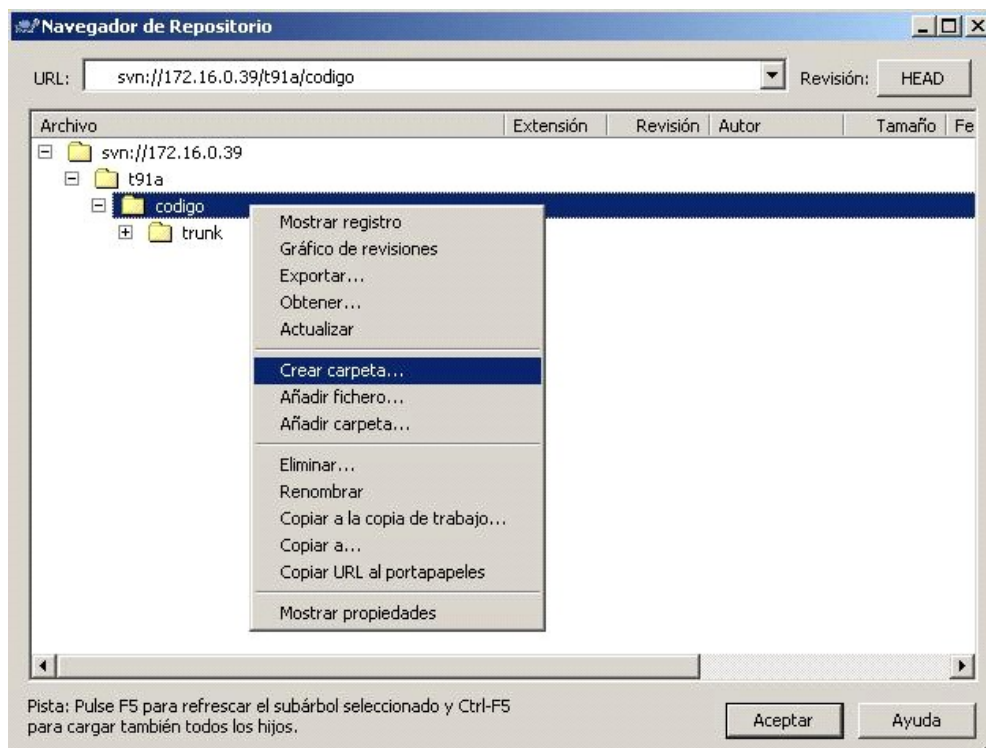 Navegador de Repositorio
URL: svn://172.16.0.39/t91a/codigo Revisión: HEAD
Archivo Extensión Revisión Autor Tamaño Fe
svn://172.16.0.39
t91a
codigo
trunk
Mostrar registro
Gráfico de revisiones
Exportar...
Obtener...
Actualizar
Crear carpeta...
Añadir fichero...
Añadir carpeta...
Eliminar...
Renombrar
Copiar a la copia de trabajo...
Copiar a...
Copiar URL al portapapeles
Mostrar propiedades
Pista: Pulse F5 para refrescar el subárbol seleccionado y Ctrl-F5
para cargar también todos los hijos.
Aceptar Ayuda